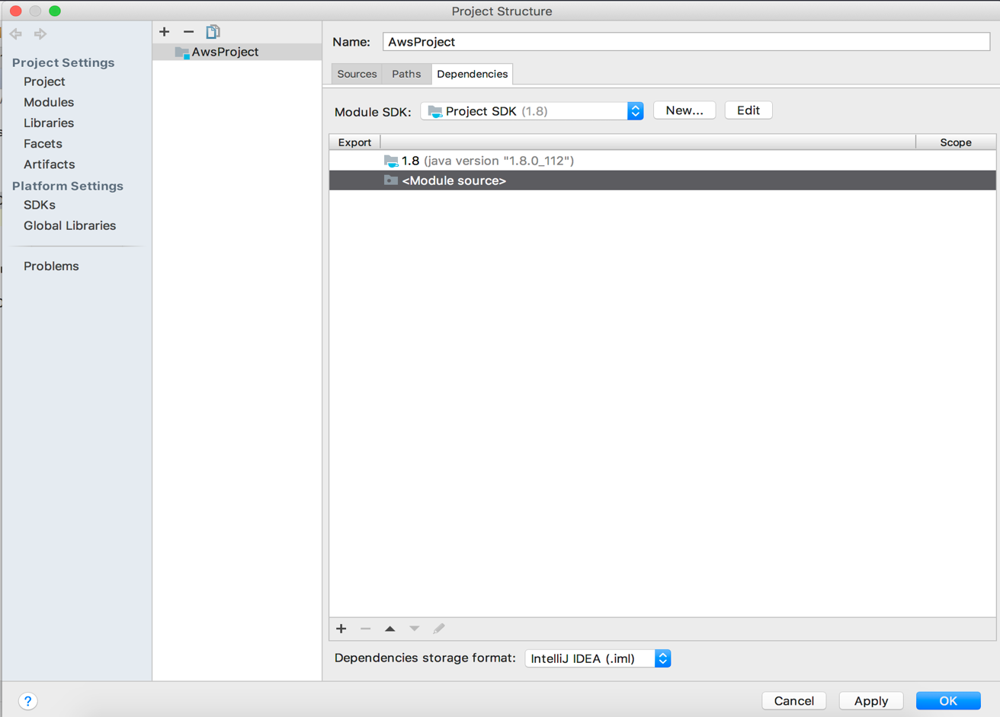 Project Structure
Project Settings
Project
Modules
Libraries
Facets
Artifacts
Platform Settings
SDKs
Global Libraries
Problems
AwsProject
Name: AwsProject
Sources Paths Dependencies
Module SDK: Project SDK (1.8) New... Edit
Export Scope
1.8 (java version "1.8.0_112")
<Module source>
Dependencies storage format: IntelliJ IDEA (.iml)
? Cancel Apply OK